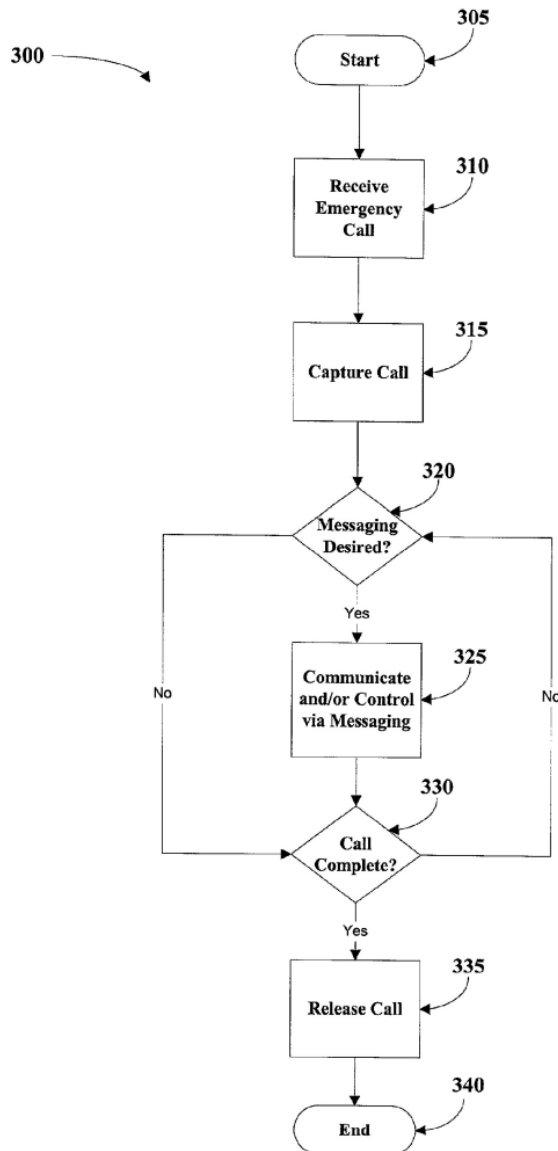 305
300
Start
310
Receive
Emergency
Call
315
Capture Call
320
Messaging
Desired?
Yes
325
Communicate
and/or Control
via Messaging
No
No
330
Call
Complete?
Yes
335
Release Call
340
End